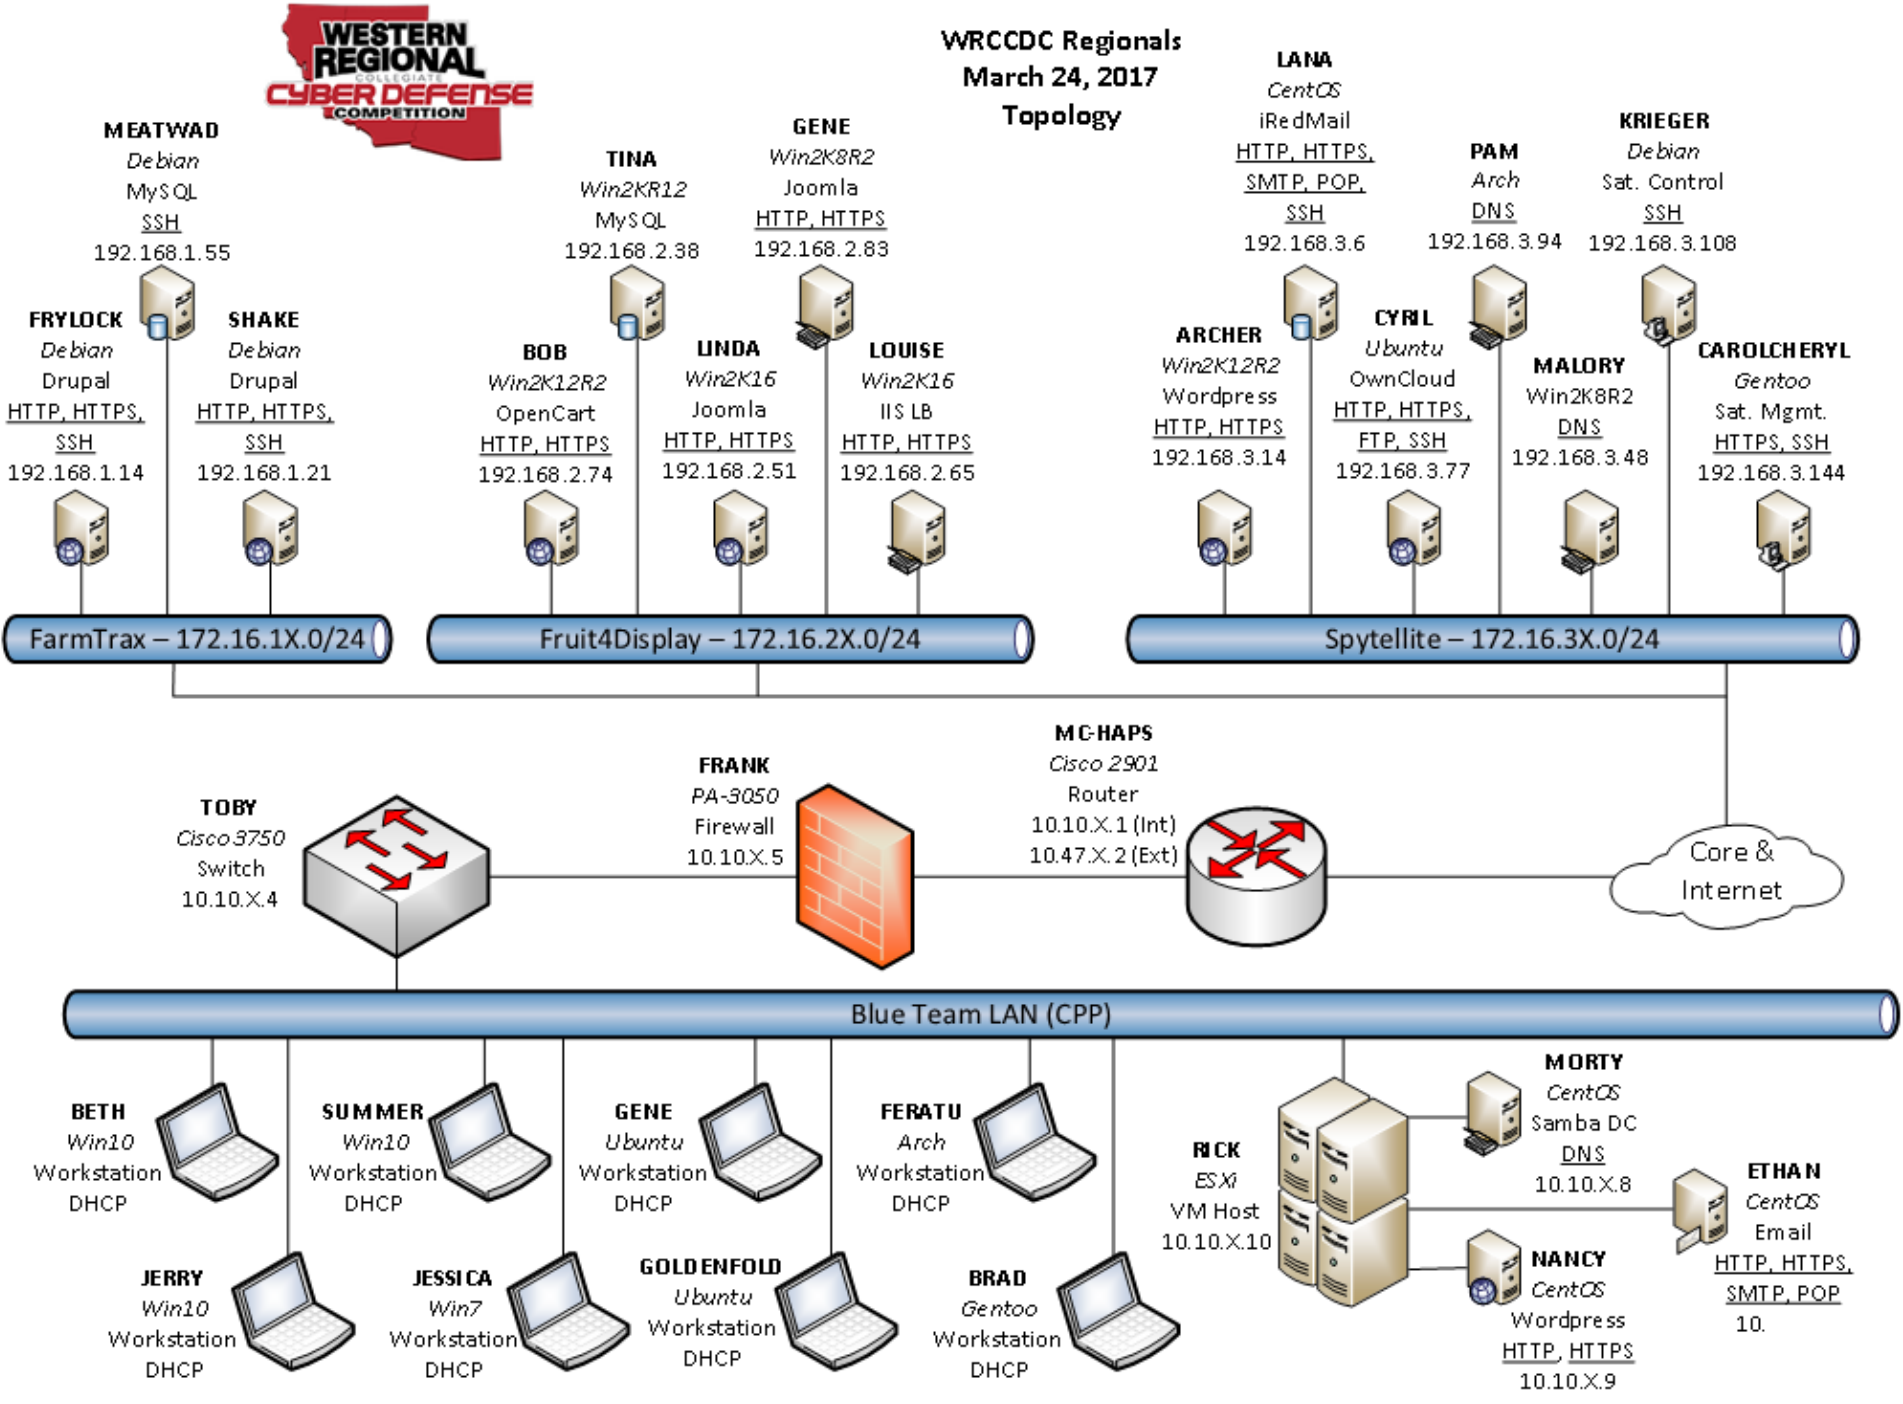 WESTERN
REGIONAL
COLLEGIATE
CYBER DEFENSE
COMPETITION
WRCCDC Regionals
March 24, 2017
Topology
MEATWAD
Debian
MySQL
SSH
192.168.1.55
FRYLOCK
Debian
Drupal
HTTP, HTTPS,
SSH
192.168.1.14
SHAKE
Debian
Drupal
HTTP, HTTPS,
SSH
192.168.1.21
TINA
Win2KR12
MySQL
192.168.2.38
GENE
Win2K8R2
Joomla
HTTP, HTTPS
192.168.2.83
BOB
Win2K12R2
OpenCart
HTTP, HTTPS
192.168.2.74
LINDA
Win2K16
Joomla
HTTP, HTTPS
192.168.2.51
LOUISE
Win2K16
IIS LB
HTTP, HTTPS
192.168.2.65
LANA
CentOS
iRedMail
HTTP, HTTPS,
SMTP, POP,
SSH
192.168.3.6
PAM
Arch
DNS
192.168.3.94
KRIEGER
Debian
Sat. Control
SSH
192.168.3.108
ARCHER
Win2K12R2
Wordpress
HTTP, HTTPS
192.168.3.14
CYRIL
Ubuntu
OwnCloud
HTTP, HTTPS,
FTP, SSH
192.168.3.77
MALORY
Win2K8R2
DNS
192.168.3.48
CAROLCHERYL
Gentoo
Sat. Mgmt.
HTTPS, SSH
192.168.3.144
FarmTrax – 172.16.1X.0/24
Fruit4Display – 172.16.2X.0/24
Spytellite – 172.16.3X.0/24
TOBY
Cisco 3750
Switch
10.10.X.4
FRANK
PA-3050
Firewall
10.10.X.5
MC-HAPS
Cisco 2901
Router
10.10.X.1 (Int)
10.47.X.2 (Ext)
Core &
Internet
Blue Team LAN (CPP)
BETH
Win10
Workstation
DHCP
SUMMER
Win10
Workstation
DHCP
GENE
Ubuntu
Workstation
DHCP
FERATU
Arch
Workstation
DHCP
JERRY
Win10
Workstation
DHCP
JESSICA
Win7
Workstation
DHCP
GOLDENFOLD
Ubuntu
Workstation
DHCP
BRAD
Gentoo
Workstation
DHCP
RICK
ESXi
VM Host
10.10.X.10
MORTY
CentOS
Samba DC
DNS
10.10.X.8
ETHAN
CentOS
Email
HTTP, HTTPS,
SMTP, POP
10.
NANCY
CentOS
Wordpress
HTTP, HTTPS
10.10.X.9